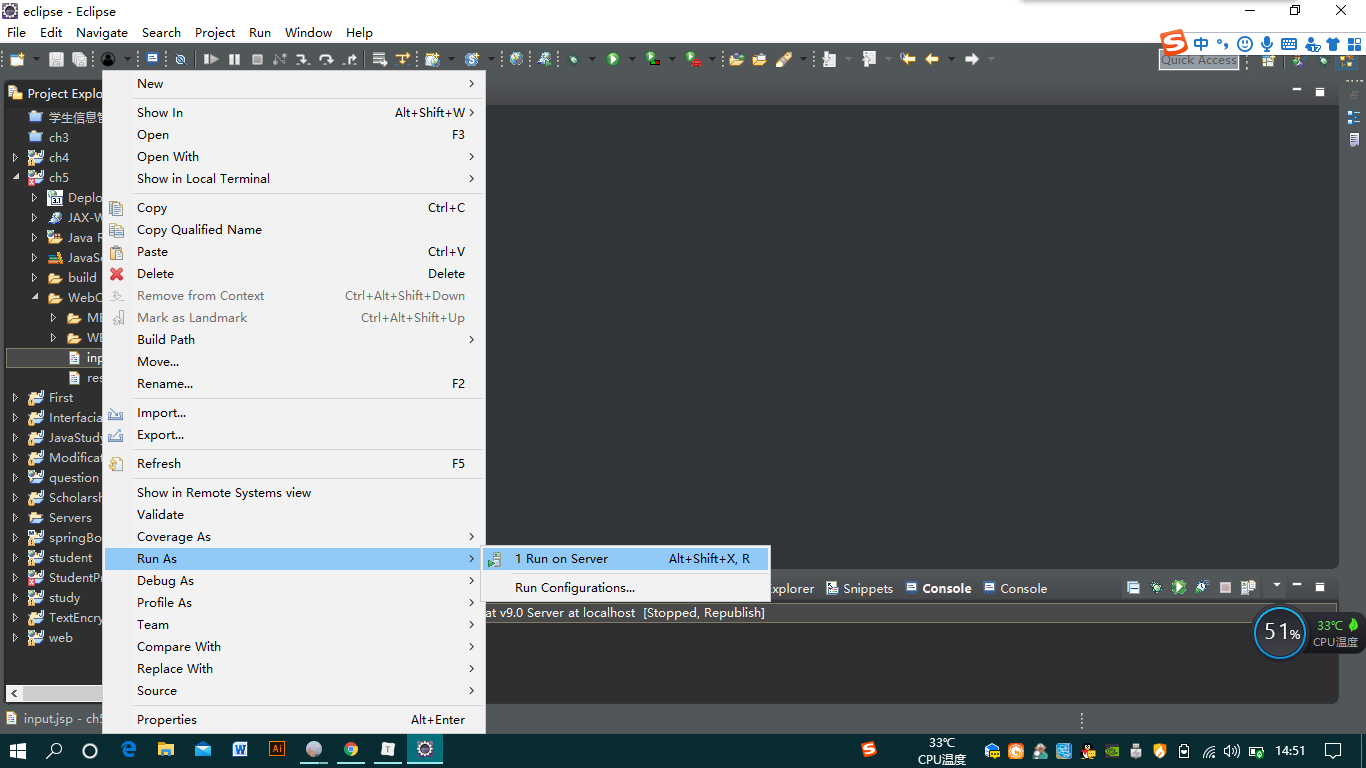 eclipse - Eclipse
File Edit Navigate Search Project Run Window Help
中
Quick Access
Project Explo
学生信息管
ch3
ch4
ch5
Deplo
JAX-W
Java R
JavaSc
build
WebC
ME
WE
inp
res
First
Interfacia
JavaStudy
Modificat
question
Scholarsh
Servers
springBo
student
StudentPr
study
TextEncry
web
New
Show In Alt+Shift+W
Open F3
Open With
Show in Local Terminal
Copy Ctrl+C
Copy Qualified Name
Paste Ctrl+V
Delete Delete
Remove from Context Ctrl+Alt+Shift+Down
Mark as Landmark Ctrl+Alt+Shift+Up
Build Path
Move...
Rename... F2
Import...
Export...
Refresh F5
Show in Remote Systems view
Validate
Coverage As
Run As
Debug As
Profile As
Team
Compare With
Replace With
Source
Properties Alt+Enter
1 Run on Server Alt+Shift+X, R
Run Configurations...
xplorer Snippets Console Console
at v9.0 Server at localhost [Stopped, Republish]
51%
33℃
CPU温度
input.jsp - ch5
33℃
CPU温度
14:51